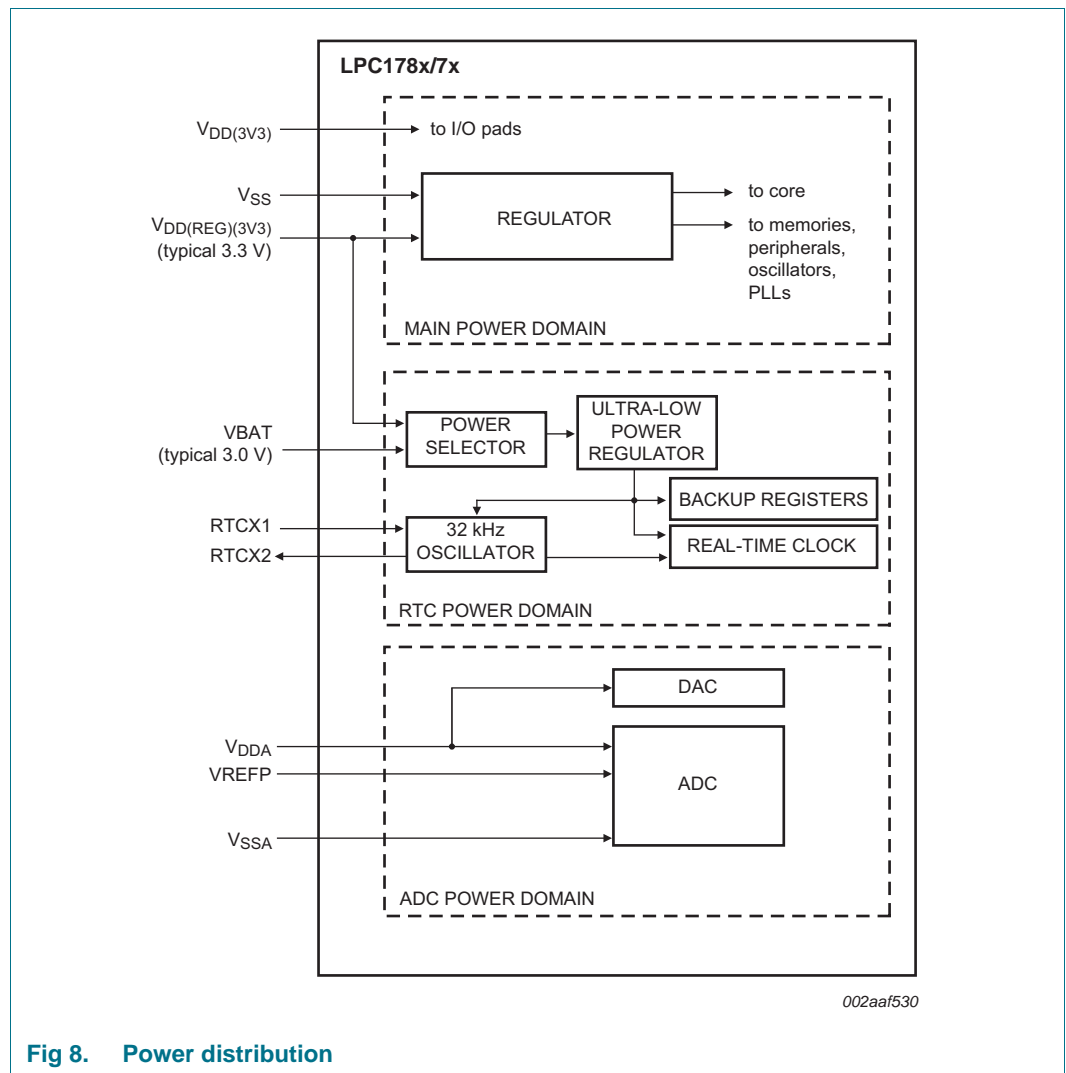 LPC178x/7x
VDD(3V3)
to I/O pads
VSS
REGULATOR
to core
VDD(REG)(3V3)
(typical 3.3 V)
to memories,
peripherals,
oscillators,
PLLs
MAIN POWER DOMAIN
VBAT
(typical 3.0 V)
POWER
SELECTOR
ULTRA-LOW
POWER
REGULATOR
BACKUP REGISTERS
RTCX1
RTCX2
32 kHz
OSCILLATOR
REAL-TIME CLOCK
RTC POWER DOMAIN
DAC
VDDA
VREFP
ADC
VSSA
ADC POWER DOMAIN
002aaf530
Fig 8. Power distribution